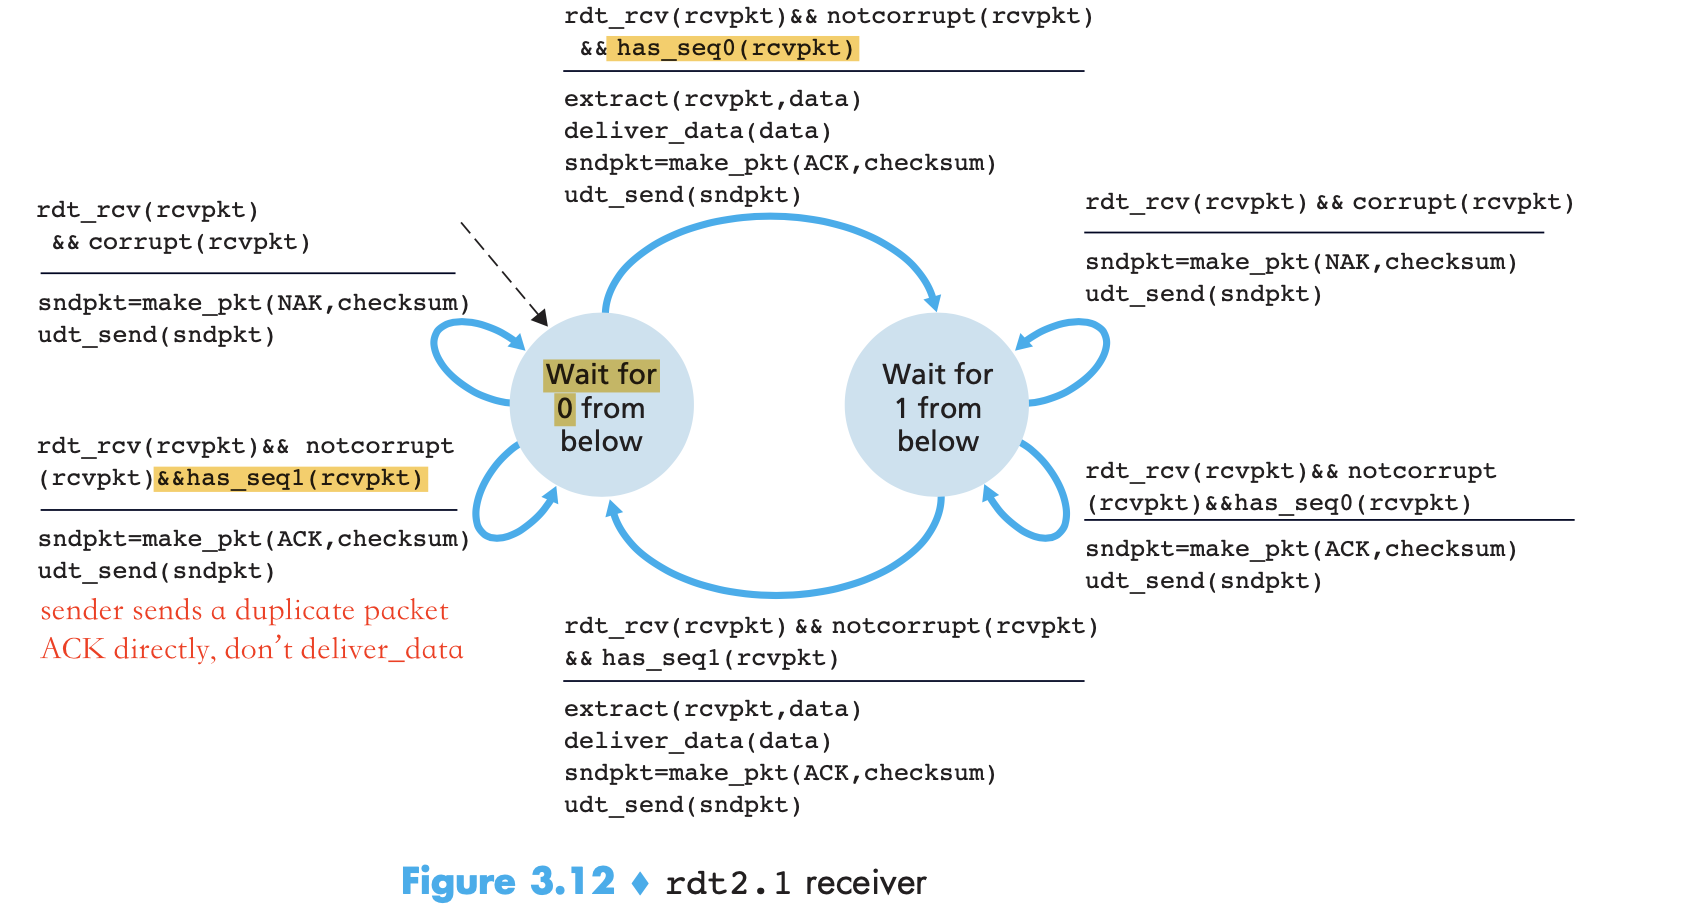 rdt_rcv(rcvpkt)&& notcorrupt(rcvpkt)
&& has_seq0(rcvpkt)
extract(rcvpkt,data)
deliver_data(data)
sndpkt=make_pkt(ACK,checksum)
udt_send(sndpkt)
rdt_rcv(rcvpkt)
&& corrupt(rcvpkt)
sndpkt=make_pkt(NAK,checksum)
udt_send(sndpkt)
rdt_rcv(rcvpkt) && corrupt(rcvpkt)
sndpkt=make_pkt(NAK,checksum)
udt_send(sndpkt)
Wait for
0 from
below
Wait for
1 from
below
rdt_rcv(rcvpkt)&& notcorrupt
(rcvpkt)&&has_seq1(rcvpkt)
sndpkt=make_pkt(ACK,checksum)
udt_send(sndpkt)
sender sends a duplicate packet
ACK directly, don't deliver_data
rdt_rcv(rcvpkt)&& notcorrupt
(rcvpkt)&&has_seq0(rcvpkt)
sndpkt=make_pkt(ACK,checksum)
udt_send(sndpkt)
rdt_rcv(rcvpkt) && notcorrupt(rcvpkt)
&& has_seq1(rcvpkt)
extract(rcvpkt,data)
deliver_data(data)
sndpkt=make_pkt(ACK,checksum)
udt_send(sndpkt)
Figure 3.12 ♦ rdt2.1 receiver